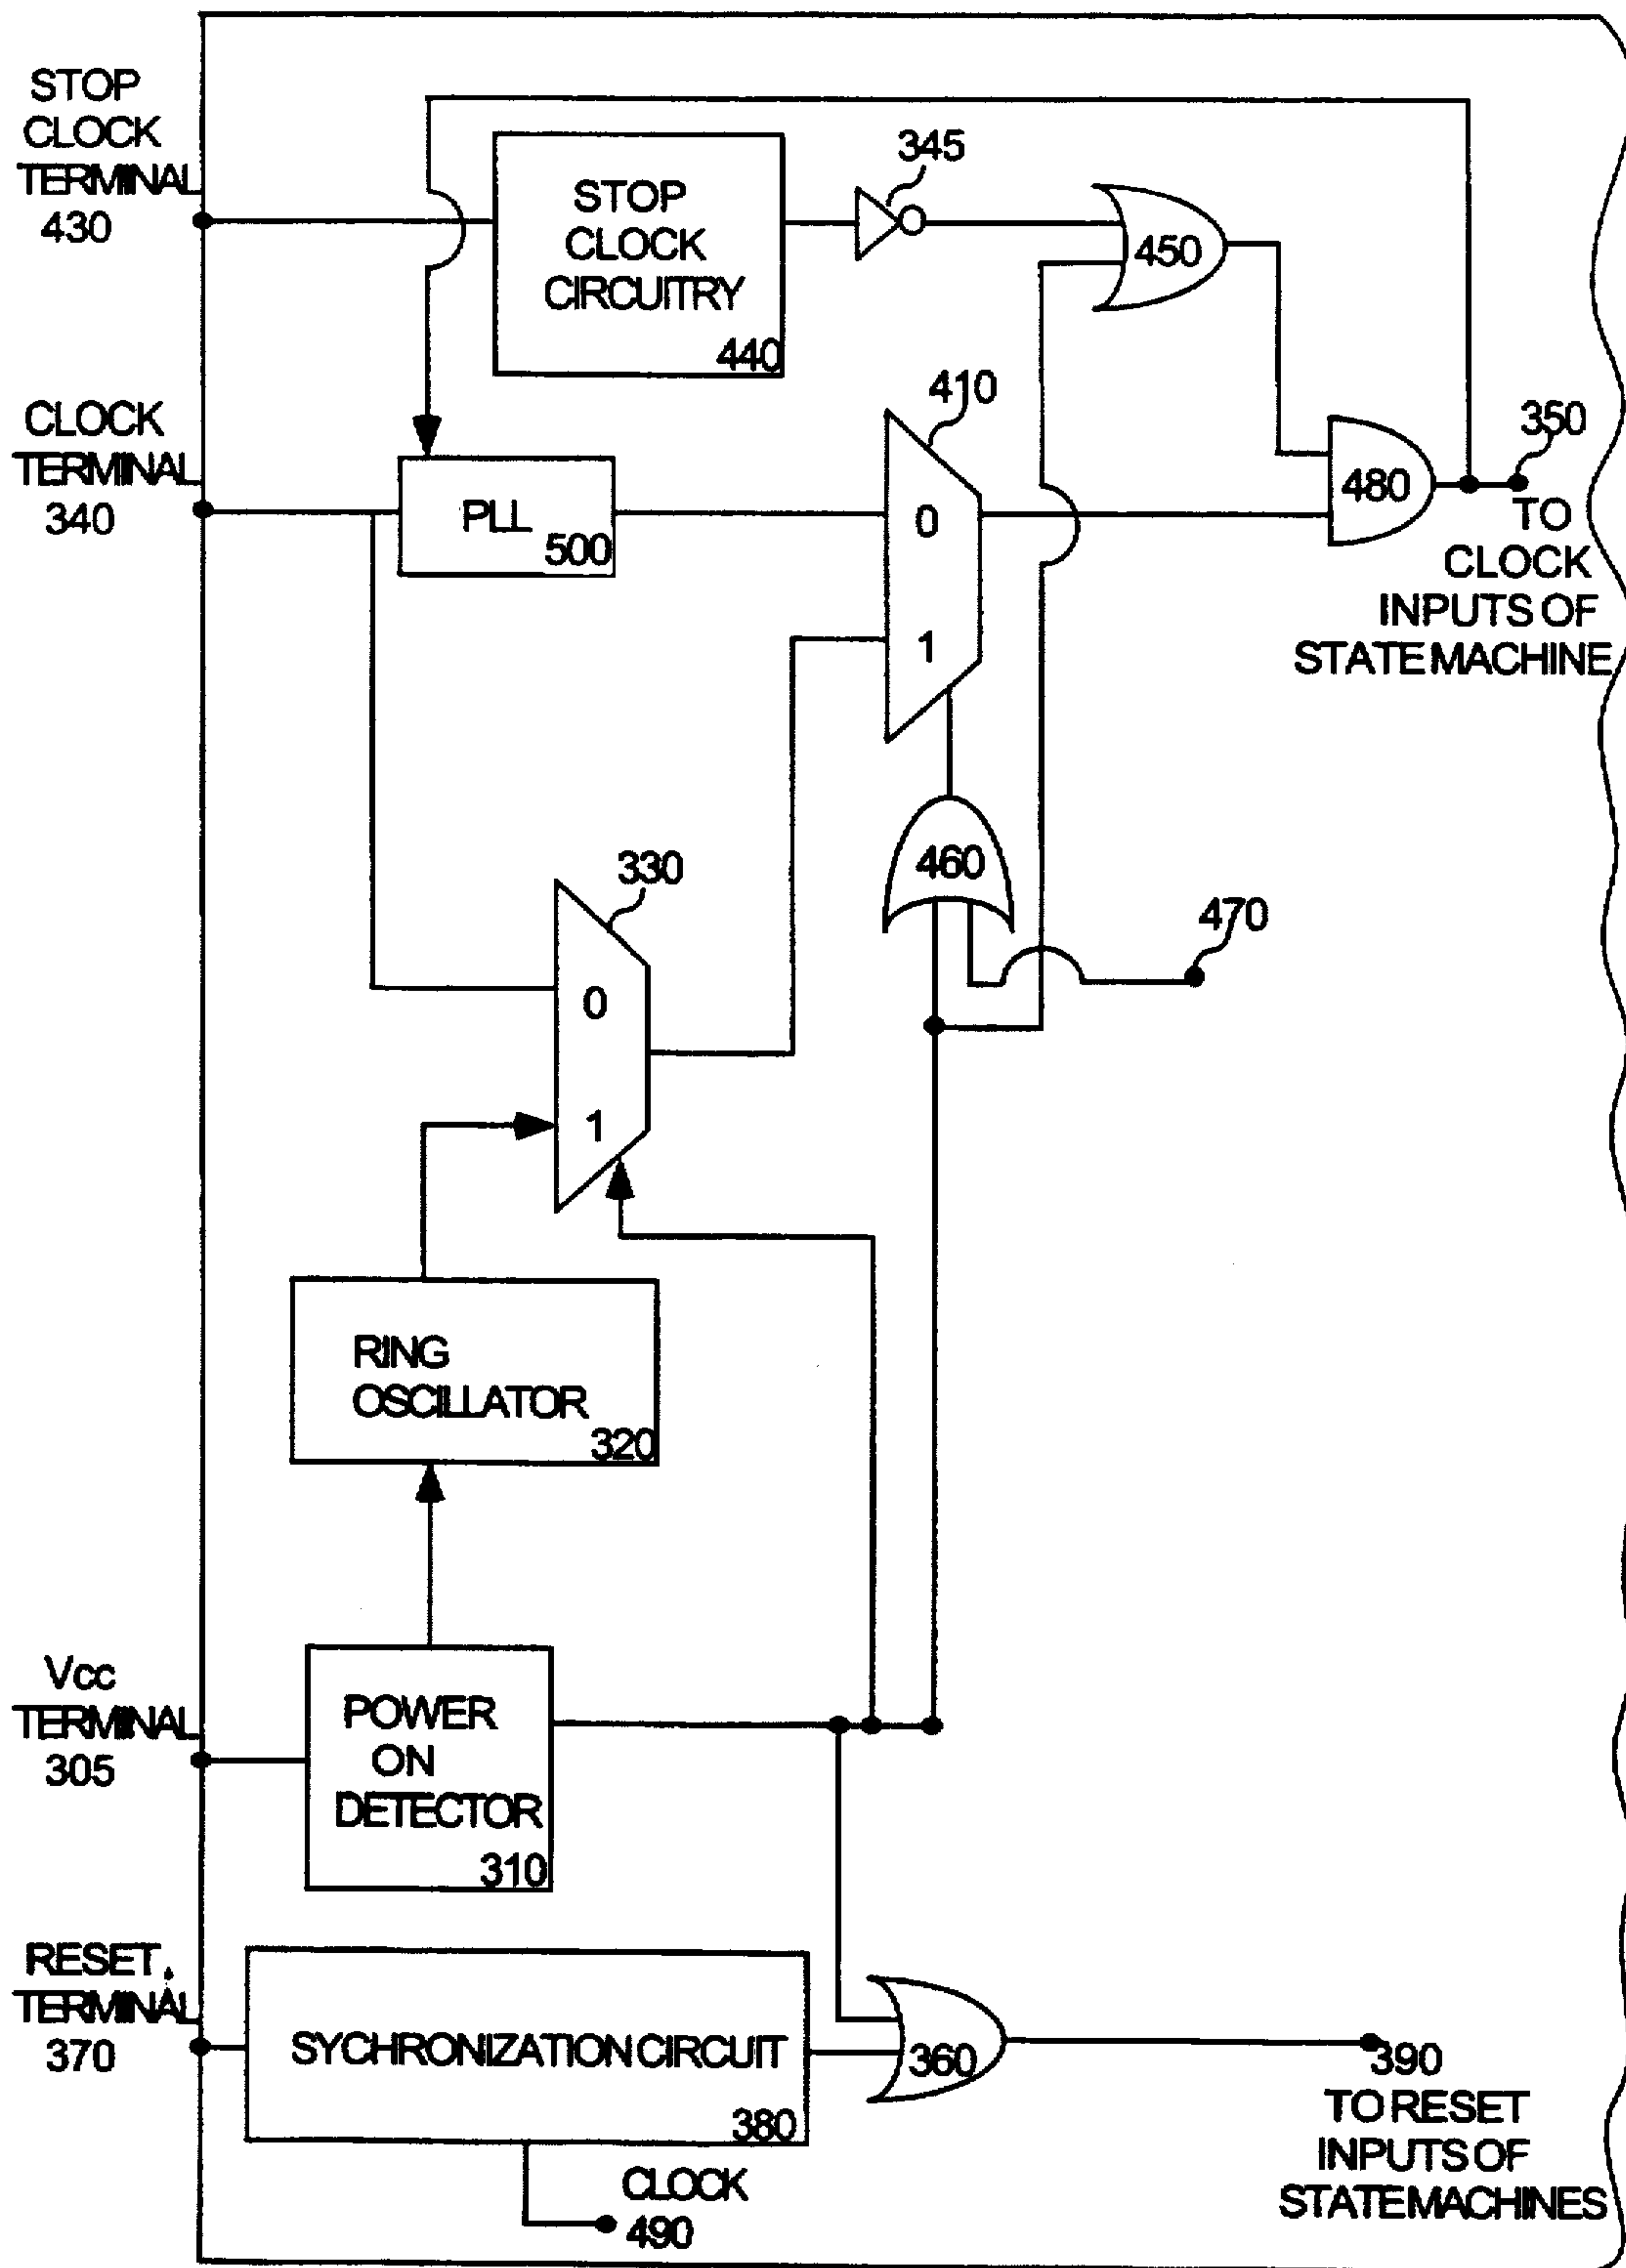 STOP
CLOCK
TERMINAL
430
STOP
CLOCK
CIRCUITRY
440
345
450
410
CLOCK
TERMINAL
340
PLL
500
0
1
480
350
TO
CLOCK
INPUTS OF
STATE MACHINE
460
470
330
0
1
RING
OSCILLATOR
320
Vcc
TERMINAL
305
POWER
ON
DETECTOR
310
RESET
TERMINAL
370
SYCHRONIZATION CIRCUIT
380
360
390
TO RESET
INPUTS OF
STATE MACHINES
CLOCK
490